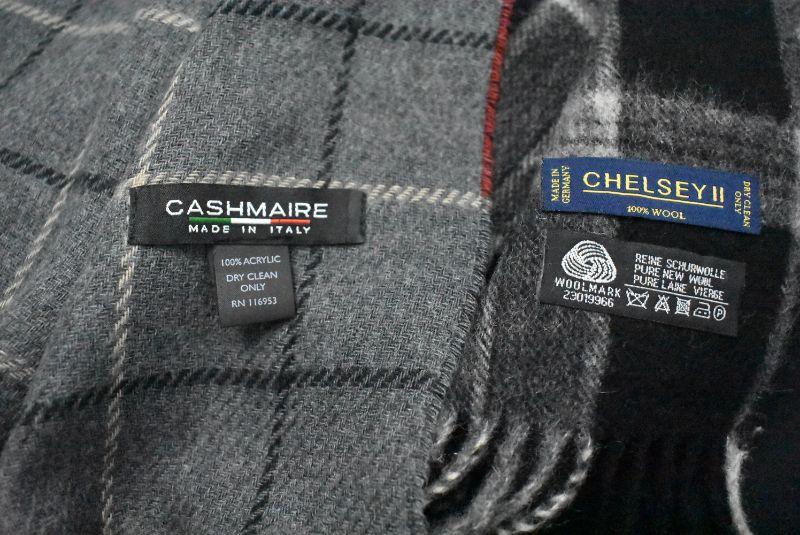 CASHMAIRE
MADE IN ITALY
100% ACRYLIC
DRY CLEAN
ONLY
RN 116953
MADE IN
GERMANY
CHELSEY II
100% WOOL
DRY CLEAN
ONLY
WOOLMARK
23019966
REINE SCHURWOLLE
PURE NEW WOOL
PURE LAINE VIERGE
P